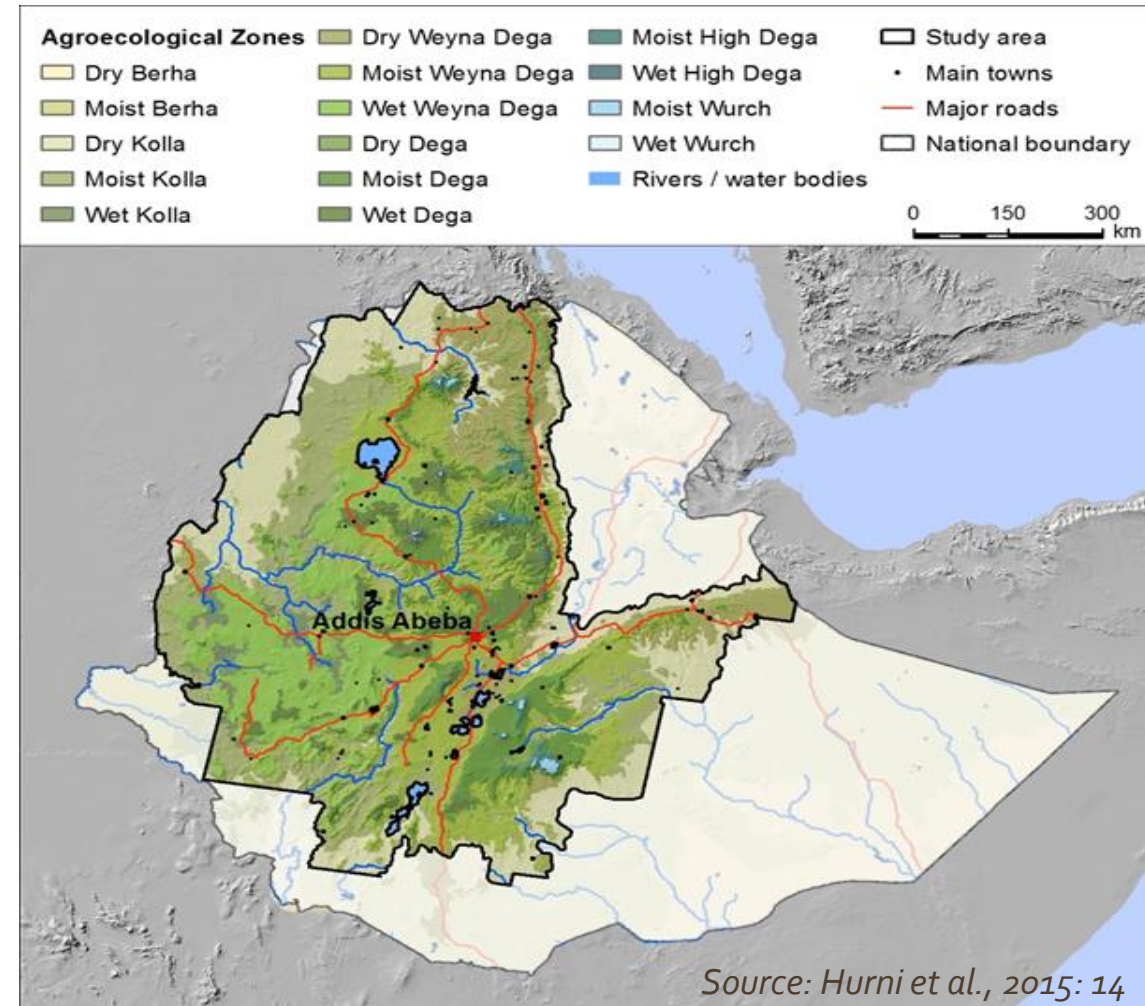 Agroecological Zones
Dry Berha
Moist Berha
Dry Kolla
Moist Kolla
Wet Kolla
Dry Weyna Dega
Moist Weyna Dega
Wet Weyna Dega
Dry Dega
Moist Dega
Wet Dega
Moist High Dega
Wet High Dega
Moist Wurch
Wet Wurch
Rivers / water bodies
Study area
Main towns
Major roads
National boundary
0 150 300
km
Addis Abeba
Source: Hurni et al., 2015: 14